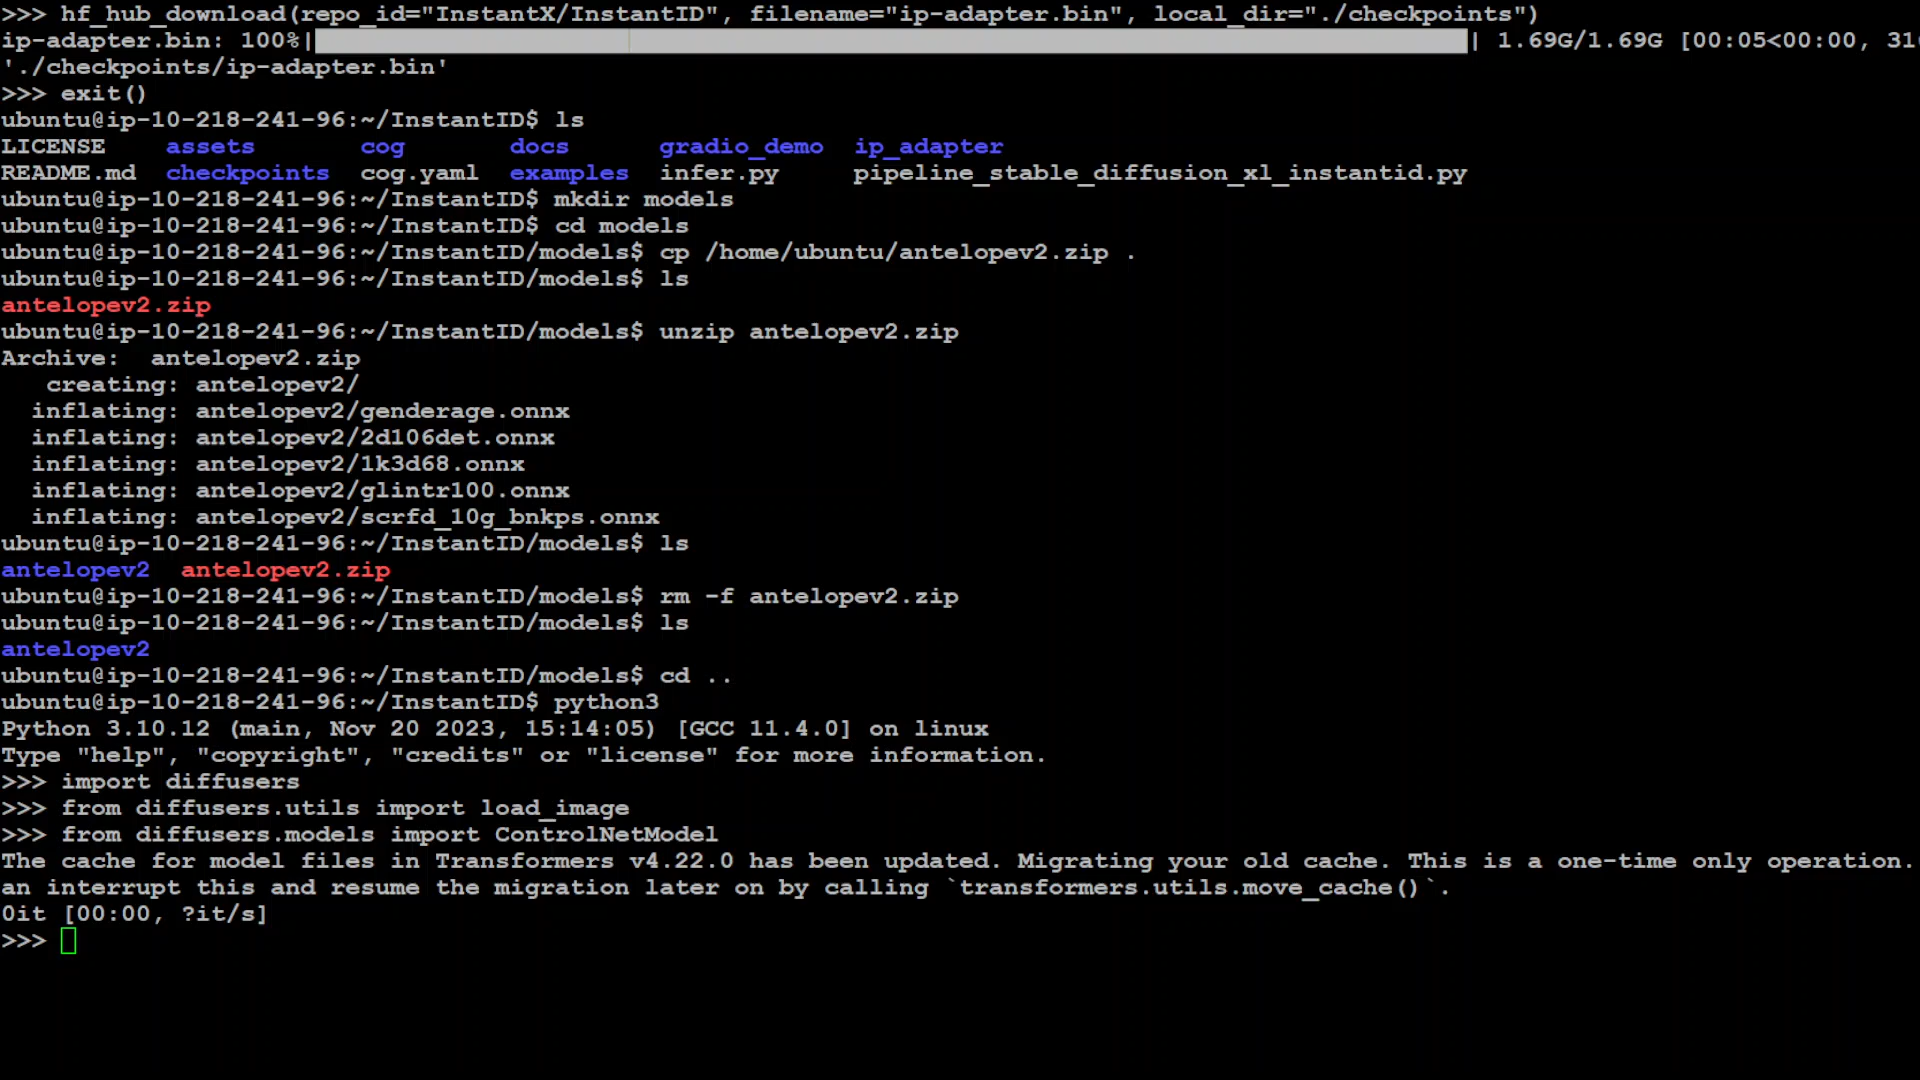 >>> hf_hub_download(repo_id="InstantX/InstantID", filename="ip-adapter.bin", local_dir="./checkpoints")
ip-adapter.bin: 100%| | 1.69G/1.69G [00:05<00:00, 31
'./checkpoints/ip-adapter.bin'
>>> exit()
ubuntu@ip-10-218-241-96:~/InstantID$ ls
LICENSE    assets       cog       docs      gradio_demo  ip_adapter
README.md  checkpoints  cog.yaml  examples  infer.py     pipeline_stable_diffusion_xl_instantid.py
ubuntu@ip-10-218-241-96:~/InstantID$ mkdir models
ubuntu@ip-10-218-241-96:~/InstantID$ cd models
ubuntu@ip-10-218-241-96:~/InstantID/models$ cp /home/ubuntu/antelopev2.zip .
ubuntu@ip-10-218-241-96:~/InstantID/models$ ls
antelopev2.zip
ubuntu@ip-10-218-241-96:~/InstantID/models$ unzip antelopev2.zip
Archive:  antelopev2.zip
   creating: antelopev2/
  inflating: antelopev2/genderage.onnx
  inflating: antelopev2/2d106det.onnx
  inflating: antelopev2/1k3d68.onnx
  inflating: antelopev2/glintr100.onnx
  inflating: antelopev2/scrfd_10g_bnkps.onnx
ubuntu@ip-10-218-241-96:~/InstantID/models$ ls
antelopev2  antelopev2.zip
ubuntu@ip-10-218-241-96:~/InstantID/models$ rm -f antelopev2.zip
ubuntu@ip-10-218-241-96:~/InstantID/models$ ls
antelopev2
ubuntu@ip-10-218-241-96:~/InstantID/models$ cd ..
ubuntu@ip-10-218-241-96:~/InstantID$ python3
Python 3.10.12 (main, Nov 20 2023, 15:14:05) [GCC 11.4.0] on linux
Type "help", "copyright", "credits" or "license" for more information.
>>> import diffusers
>>> from diffusers.utils import load_image
>>> from diffusers.models import ControlNetModel
The cache for model files in Transformers v4.22.0 has been updated. Migrating your old cache. This is a one-time only operation.
an interrupt this and resume the migration later on by calling `transformers.utils.move_cache()`.
0it [00:00, ?it/s]
>>>